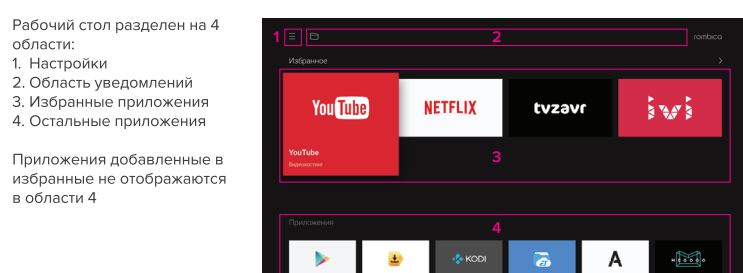 Рабочий стол разделен на 4
области:
1. Настройки
2. Область уведомлений
3. Избранные приложения
4. Остальные приложения
Приложения добавленные в
избранные не отображаются
в области 4
1
2
rombica
Избранное
YouTube
NETFLIX
tvzavr
ivi
YouTube
Видеохостинг
3
Приложения
4
KODI
A
MEGOGO